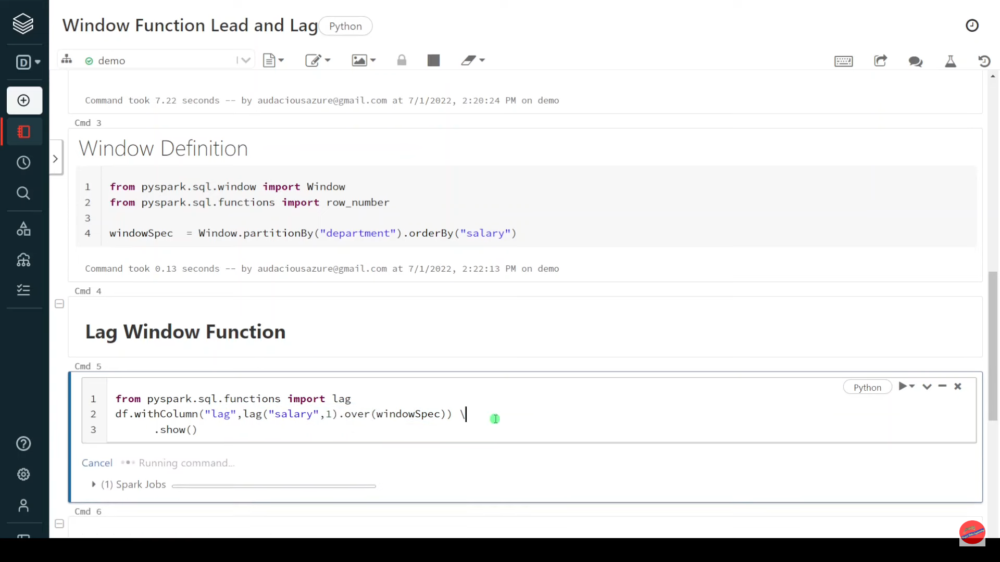 Window Function Lead and Lag Python
D
demo
Command took 7.22 seconds -- by audaciousazure@gmail.com at 7/1/2022, 2:20:24 PM on demo
Cmd 3
Window Definition
1 from pyspark.sql.window import Window
2 from pyspark.sql.functions import row_number
3
4 windowSpec  = Window.partitionBy("department").orderBy("salary")
Command took 0.13 seconds -- by audaciousazure@gmail.com at 7/1/2022, 2:22:13 PM on demo
Cmd 4
Lag Window Function
Cmd 5
Python
1 from pyspark.sql.functions import lag
2 df.withColumn("lag",lag("salary",1).over(windowSpec)) \
3       .show()
Cancel Running command...
(1) Spark Jobs
Cmd 6